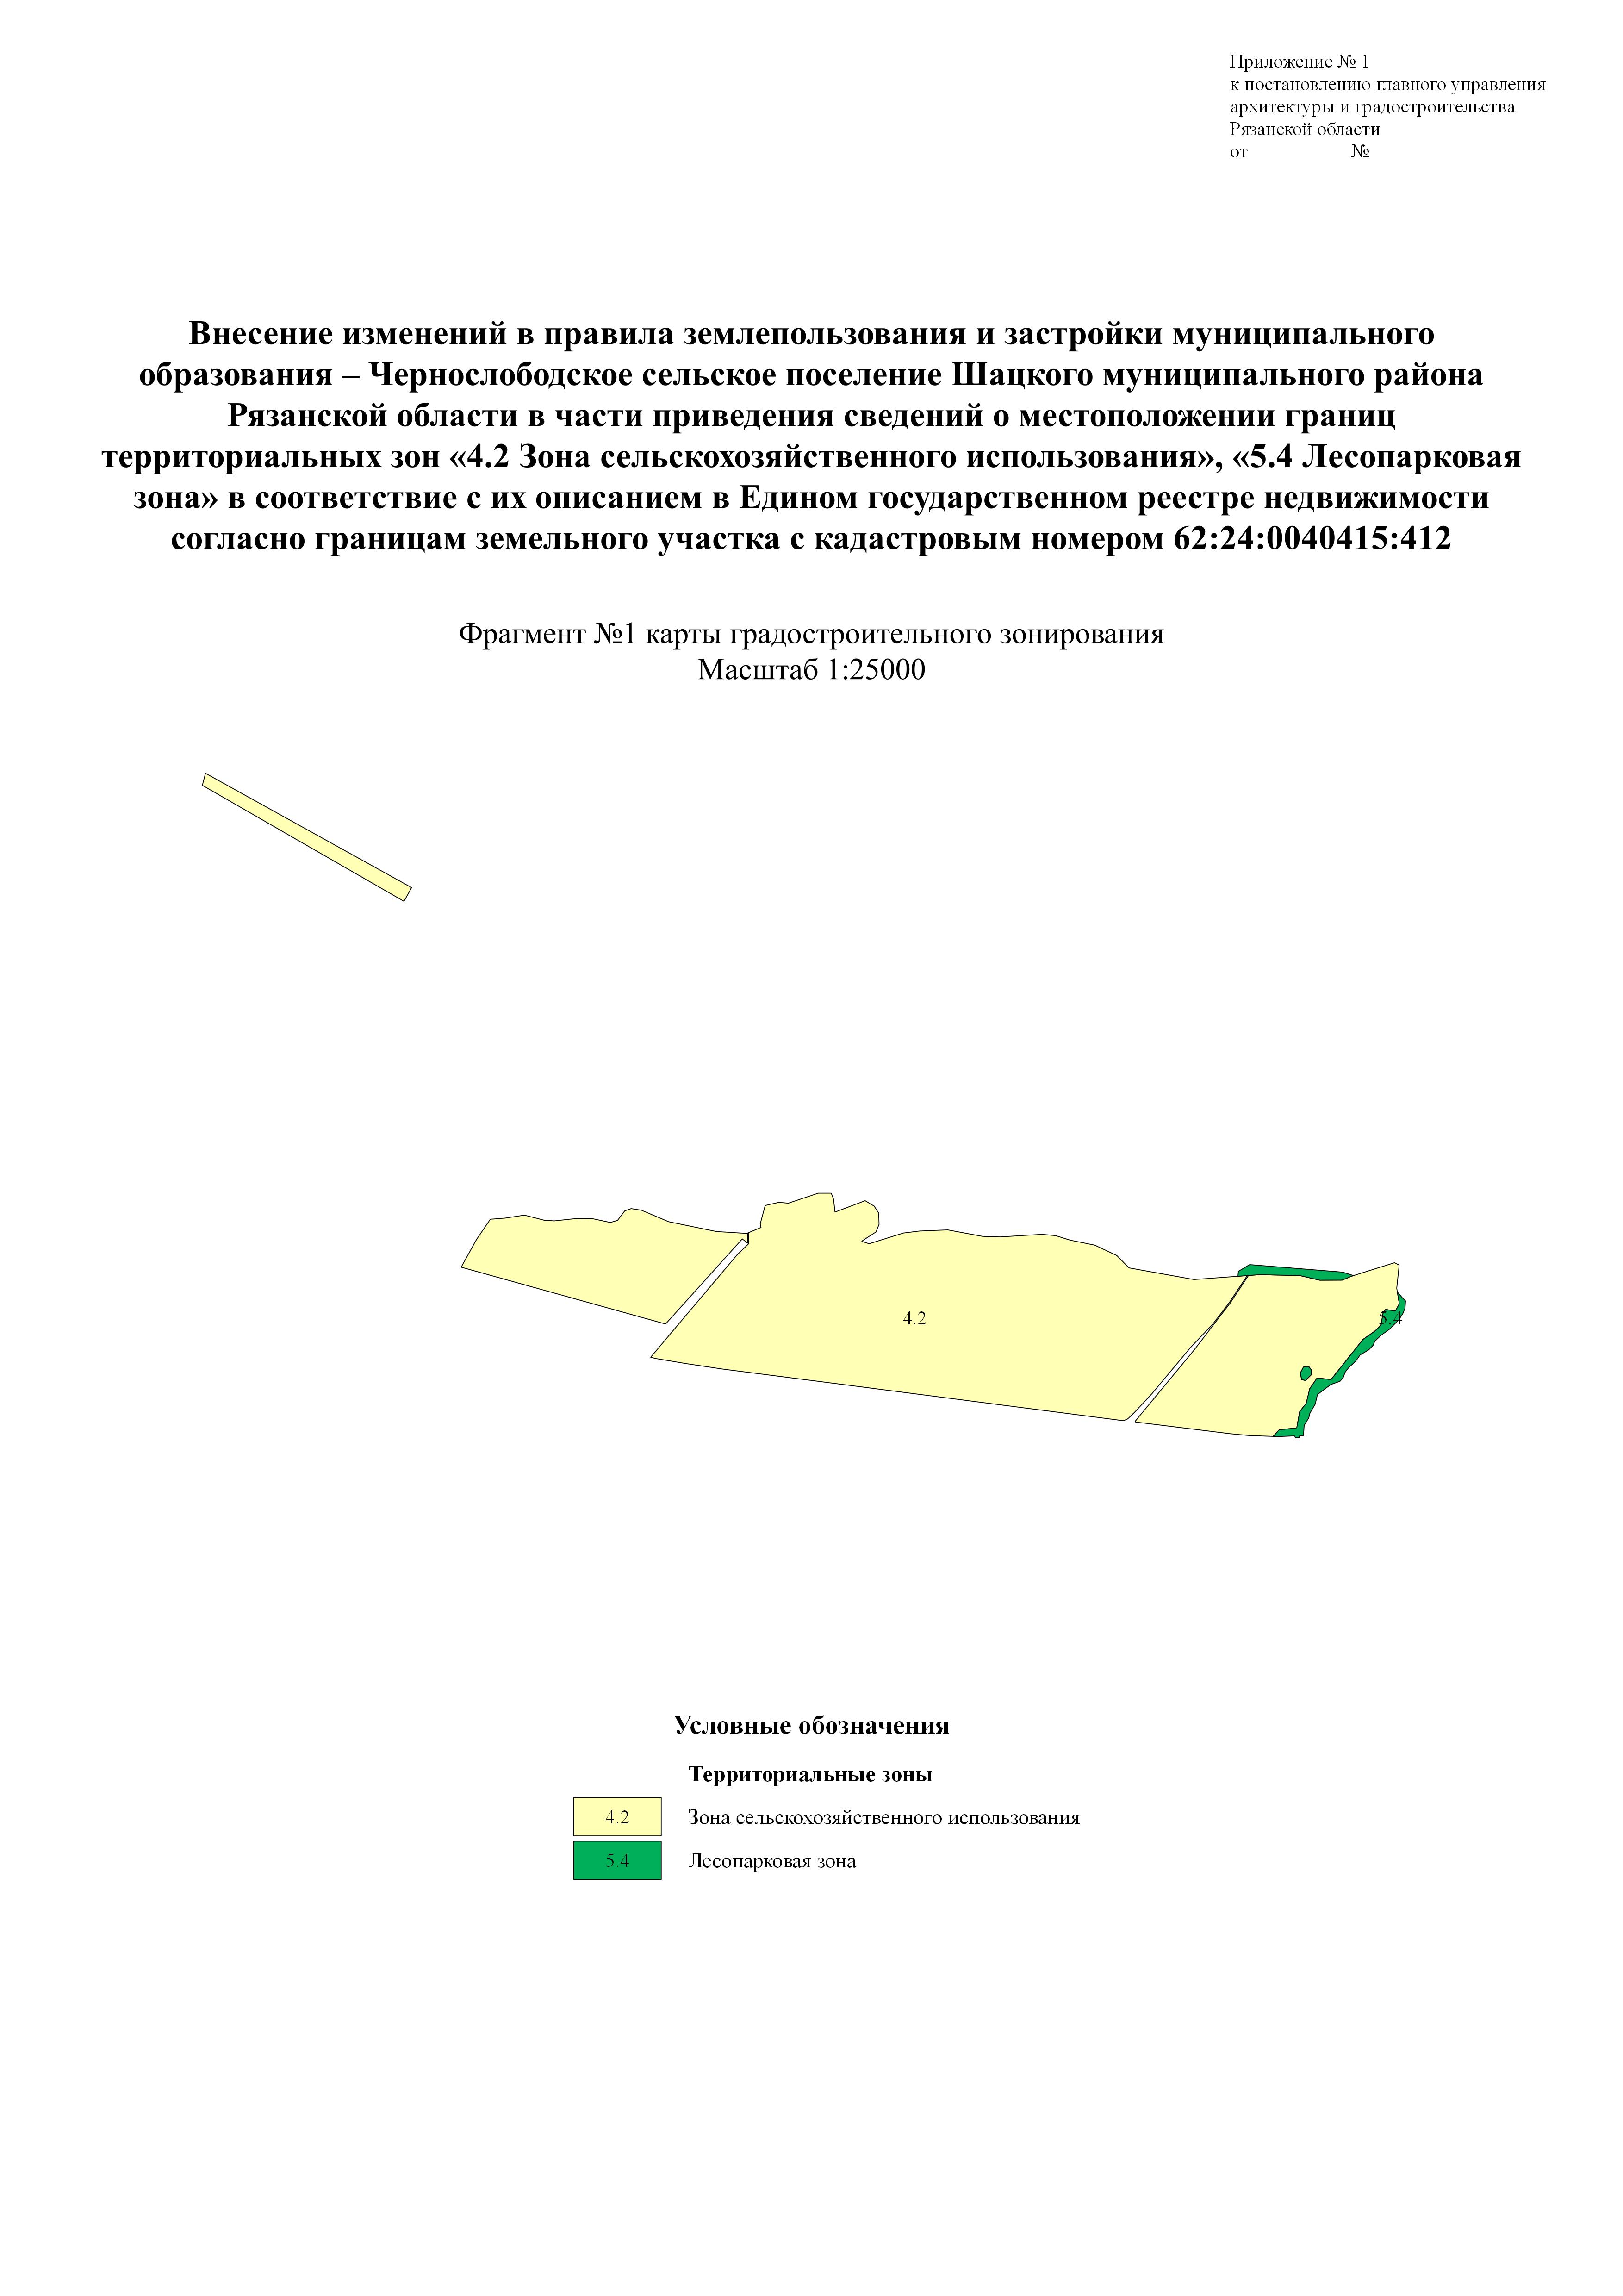 Приложение № 1
к постановлению главного управления
архитектуры и градостроительства
Рязанской области
от №
Внесение изменений в правила землепользования и застройки муниципального
образования – Чернослободское сельское поселение Шацкого муниципального района
Рязанской области в части приведения сведений о местоположении границ
территориальных зон «4.2 Зона сельскохозяйственного использования», «5.4 Лесопарковая
зона» в соответствие с их описанием в Едином государственном реестре недвижимости
согласно границам земельного участка с кадастровым номером 62:24:0040415:412
Фрагмент №1 карты градостроительного зонирования
Масштаб 1:25000
4.2
5.4
Условные обозначения
Территориальные зоны
4.2 Зона сельскохозяйственного использования
5.4 Лесопарковая зона